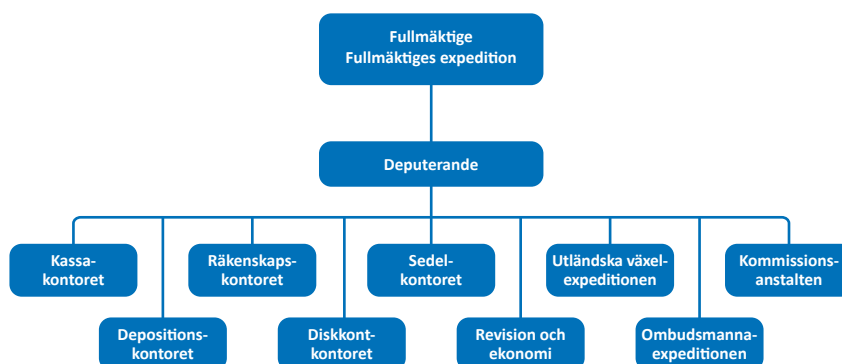 Fullmäktige
Fullmäktiges expedition
Deputerande
Kassa-
kontoret
Räkenskaps-
kontoret
Sedel-
kontoret
Utländska växel-
expeditionen
Kommissions-
anstalten
Depositions-
kontoret
Diskkont-
kontoret
Revision och
ekonomi
Ombudsmanna-
expeditionen